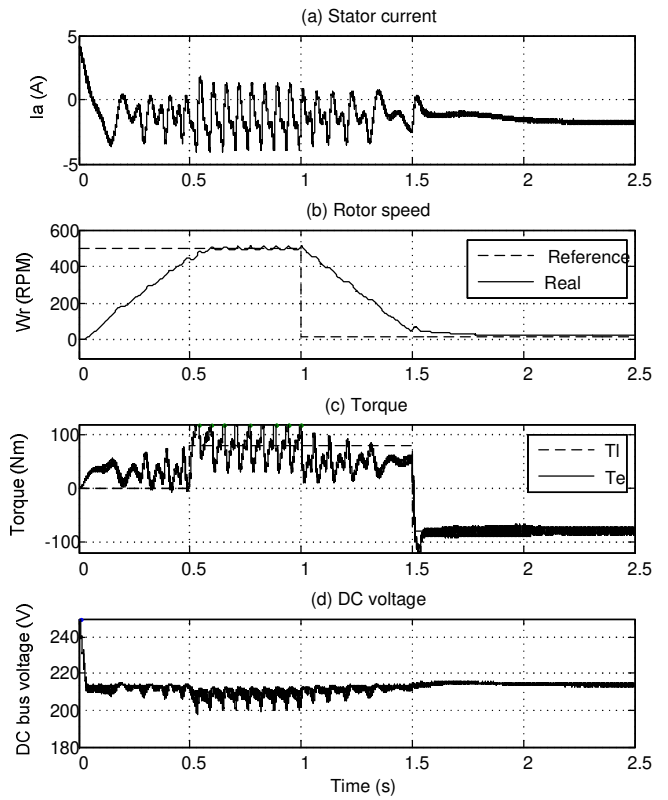 (a) Stator current
Ia (A)
5
0
-5
0 0.5 1 1.5 2 2.5
(b) Rotor speed
Wr (RPM)
600
400
200
0
Reference
Real
0 0.5 1 1.5 2 2.5
(c) Torque
Torque (Nm)
100
0
-100
Tl
Te
0 0.5 1 1.5 2 2.5
(d) DC voltage
DC bus voltage (V)
240
220
200
180
0 0.5 1 1.5 2 2.5
Time (s)